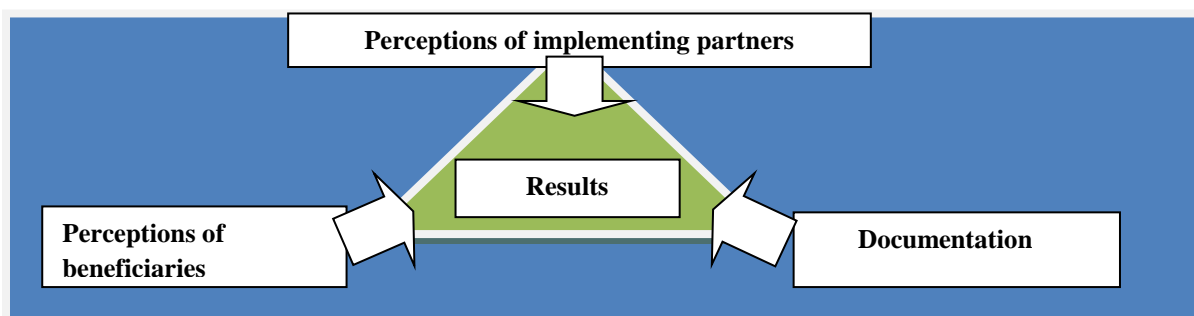 Perceptions of implementing partners
Results
Perceptions of
beneficiaries
Documentation